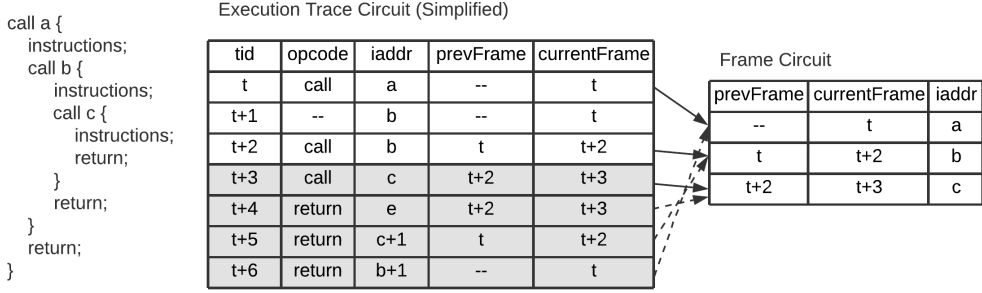 call a {
instructions;
call b {
instructions;
call c {
instructions;
return;
}
return;
}
return;
}
Execution Trace Circuit (Simplified)
tid opcode iaddr prevFrame currentFrame
t call a -- t
t+1 -- b -- t
t+2 call b t t+2
t+3 call c t+2 t+3
t+4 return e t+2 t+3
t+5 return c+1 t t+2
t+6 return b+1 -- t
Frame Circuit
prevFrame currentFrame iaddr
-- t a
t t+2 b
t+2 t+3 c